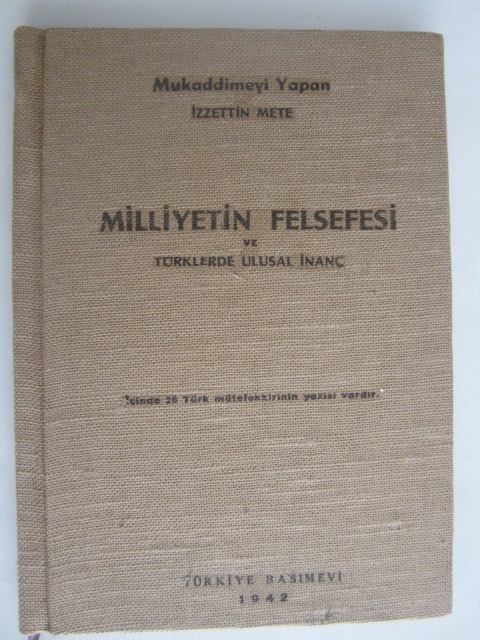 Mukaddimeyi Yapan
İZZETTİN METE
MİLLİYETİN FELSEFESİ
VE
TÜRKLERDE ULUSAL İNANÇ
İçinde 26 Türk mütefekkirinin yazısı vardır.
TÜRKİYE BASIMEVİ
1942